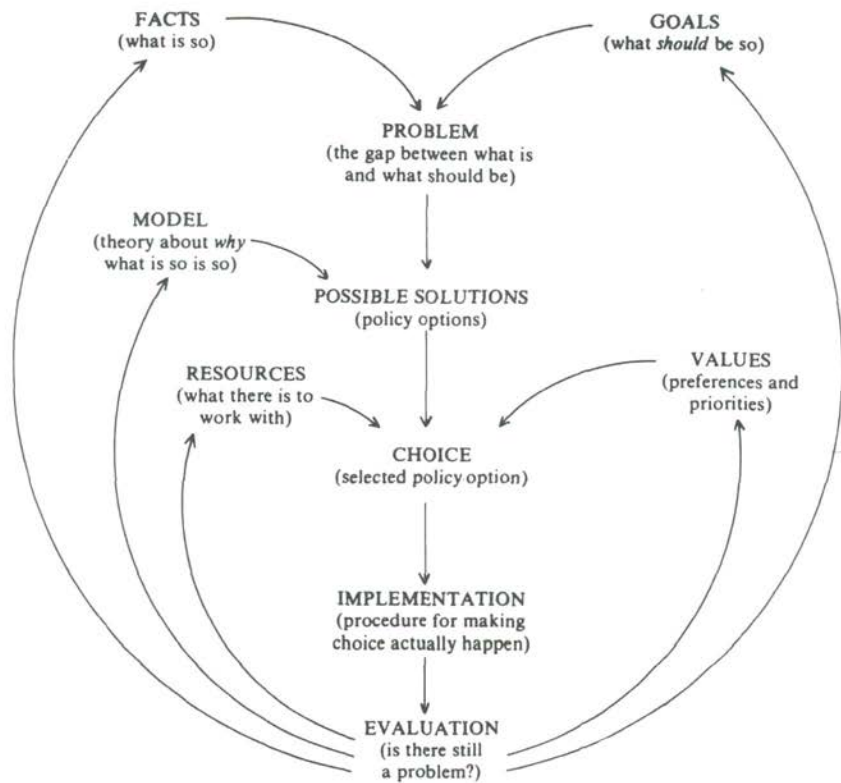 FACTS
(what is so)
GOALS
(what should be so)
PROBLEM
(the gap between what is
and what should be)
MODEL
(theory about why
what is so is so)
POSSIBLE SOLUTIONS
(policy options)
RESOURCES
(what there is to
work with)
VALUES
(preferences and
priorities)
CHOICE
(selected policy option)
IMPLEMENTATION
(procedure for making
choice actually happen)
EVALUATION
(is there still
a problem?)